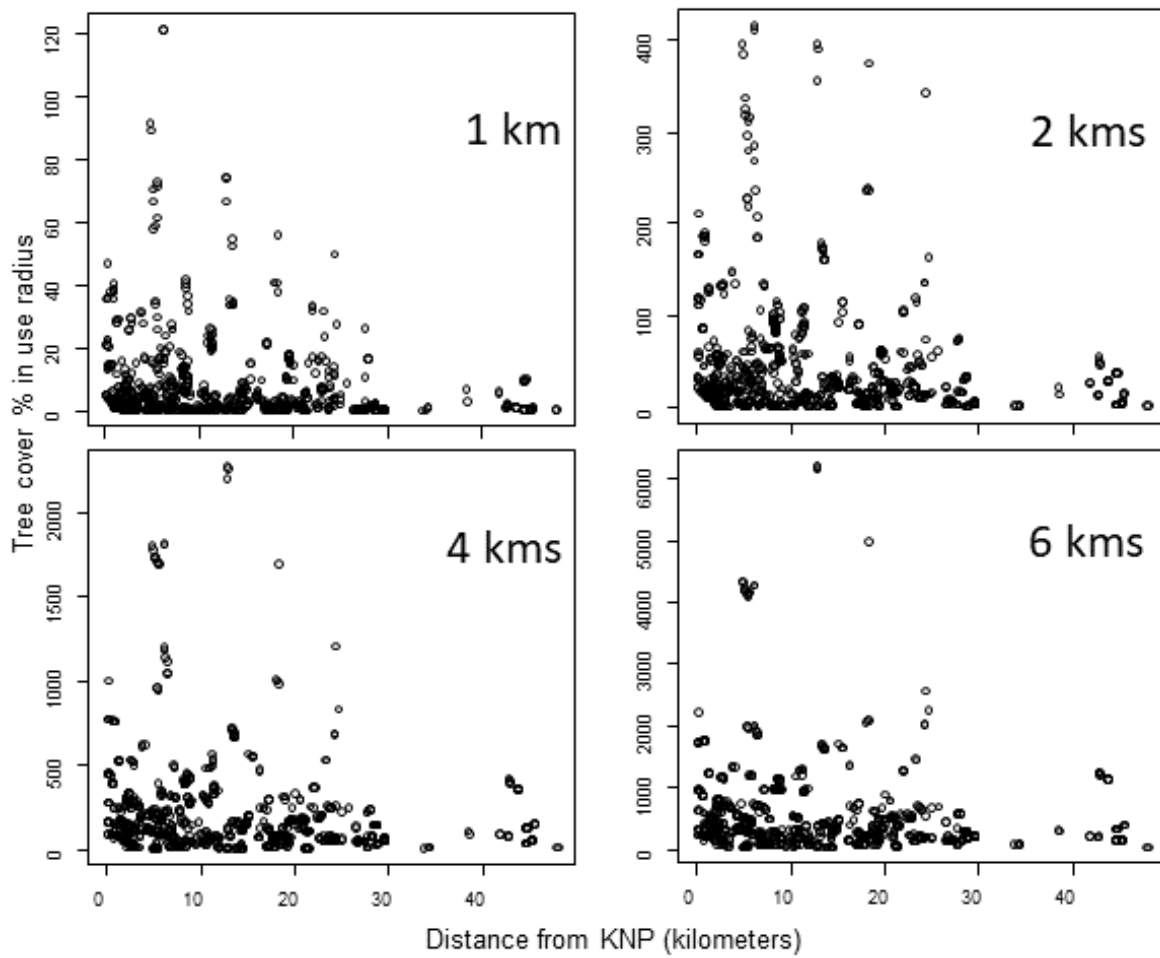 Tree cover % in use radius
1 km
0 20 40 60 80 100 120
2 kms
0 100 200 300 400
4 kms
0 500 1000 1500 2000
0 10 20 30 40
6 kms
0 1000 2000 3000 4000 5000 6000
0 10 20 30 40
Distance from KNP (kilometers)